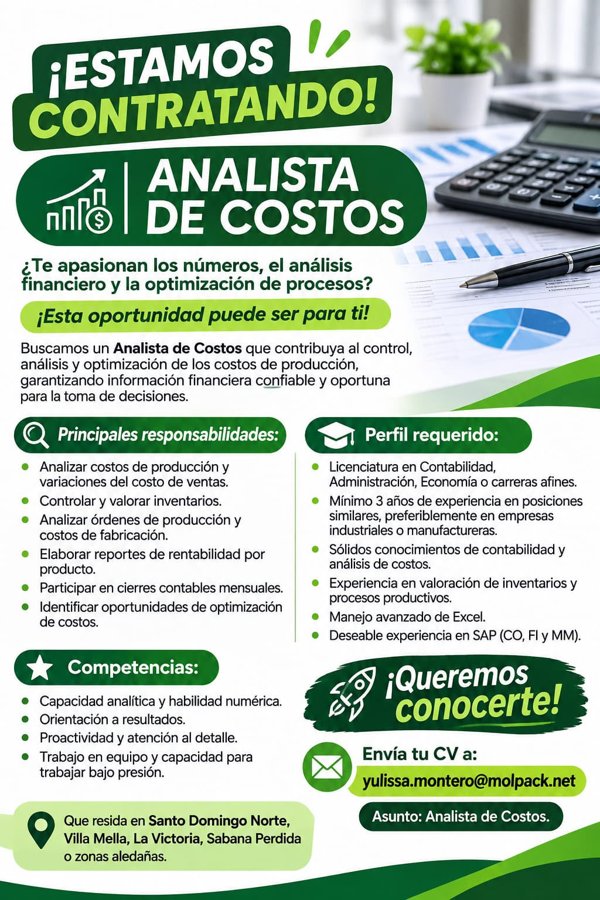 ¡ESTAMOS
CONTRATANDO!
ANALISTA
DE COSTOS
¿Te apasionan los números, el análisis
financiero y la optimización de procesos?
¡Esta oportunidad puede ser para ti!
Buscamos un Analista de Costos que contribuya al control,
análisis y optimización de los costos de producción,
garantizando información financiera confiable y oportuna
para la toma de decisiones.
Principales responsabilidades:
• Analizar costos de producción y
variaciones del costo de ventas.
• Controlar y valorar inventarios.
• Analizar órdenes de producción y
costos de fabricación.
• Elaborar reportes de rentabilidad por
producto.
• Participar en cierres contables mensuales.
• Identificar oportunidades de optimización
de costos.
Perfil requerido:
• Licenciatura en Contabilidad,
Administración, Economía o carreras afines.
• Mínimo 3 años de experiencia en posiciones
similares, preferiblemente en empresas
industriales o manufactureras.
• Sólidos conocimientos de contabilidad y
análisis de costos.
• Experiencia en valoración de inventarios y
procesos productivos.
• Manejo avanzado de Excel.
• Deseable experiencia en SAP (CO, FI y MM).
Competencias:
• Capacidad analítica y habilidad numérica.
• Orientación a resultados.
• Proactividad y atención al detalle.
• Trabajo en equipo y capacidad para
trabajar bajo presión.
¡Queremos
conocerte!
Envía tu CV a:
yulissa.montero@molpack.net
Asunto: Analista de Costos.
Que resida en Santo Domingo Norte,
Villa Mella, La Victoria, Sabana Perdida
o zonas aledañas.